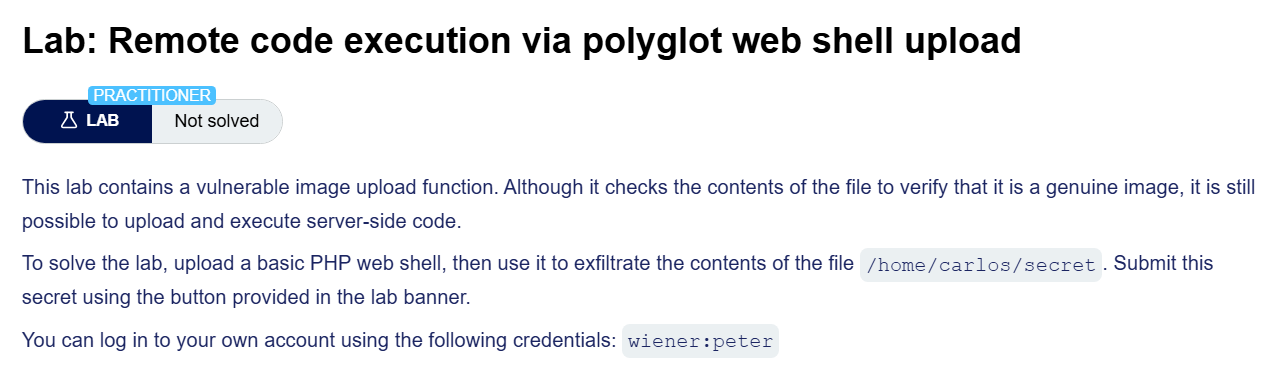 Lab: Remote code execution via polyglot web shell upload
PRACTITIONER
LAB Not solved
This lab contains a vulnerable image upload function. Although it checks the contents of the file to verify that it is a genuine image, it is still
possible to upload and execute server-side code.
To solve the lab, upload a basic PHP web shell, then use it to exfiltrate the contents of the file /home/carlos/secret. Submit this
secret using the button provided in the lab banner.
You can log in to your own account using the following credentials: wiener:peter